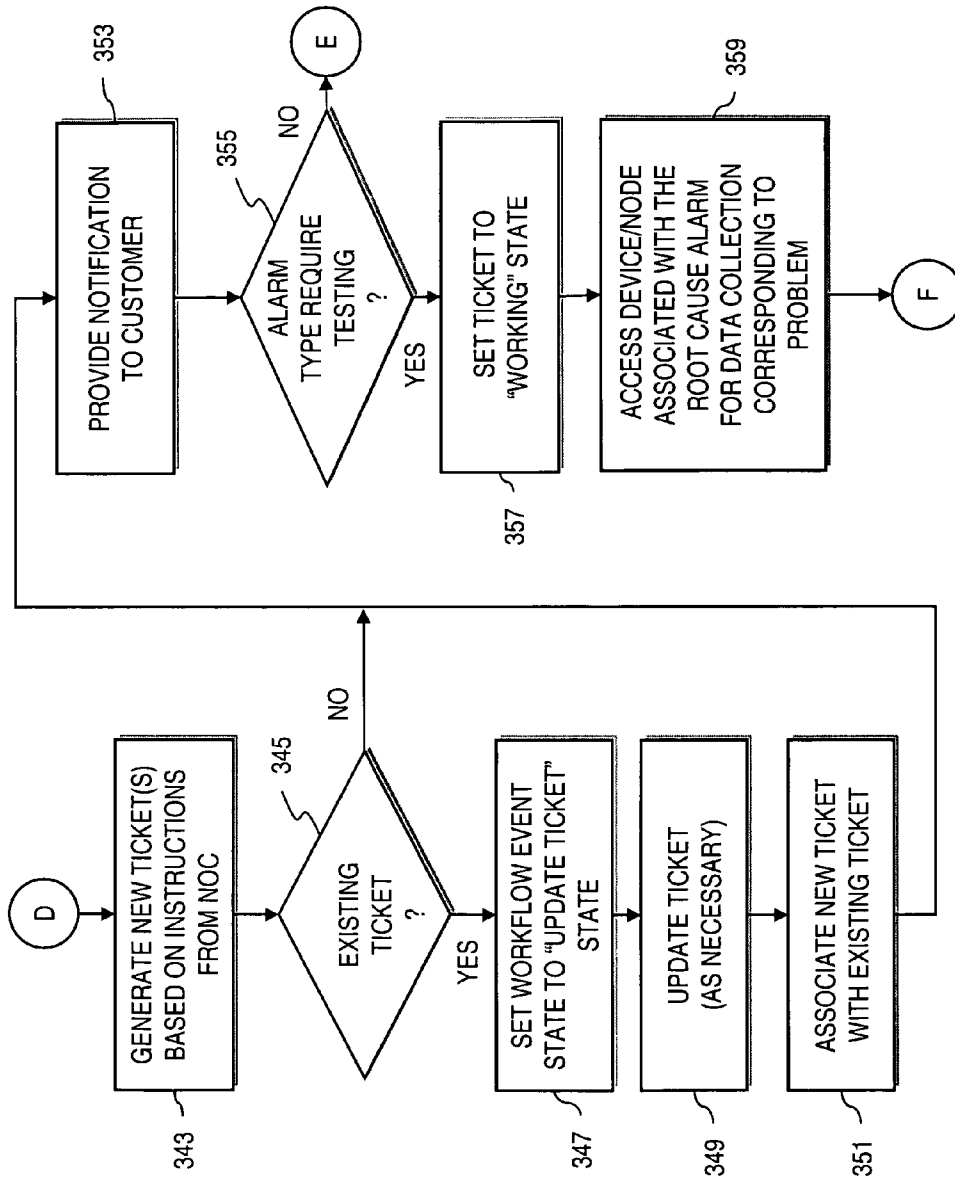 D
GENERATE NEW TICKET(S)
BASED ON INSTRUCTIONS
FROM NOC
343
EXISTING
TICKET
?
345
NO
YES
SET WORKFLOW EVENT
STATE TO “UPDATE TICKET”
STATE
347
UPDATE TICKET
(AS NECESSARY)
349
ASSOCIATE NEW TICKET
WITH EXISTING TICKET
351
PROVIDE NOTIFICATION
TO CUSTOMER
353
ALARM
TYPE REQUIRE
TESTING
?
355
NO
E
YES
SET TICKET TO
“WORKING” STATE
357
ACCESS DEVICE/NODE
ASSOCIATED WITH THE
ROOT CAUSE ALARM
FOR DATA COLLECTION
CORRESPONDING TO
PROBLEM
359
F